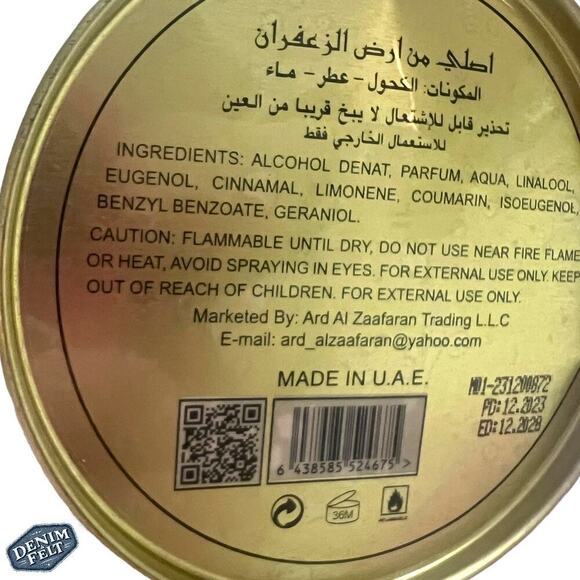 اصلي من ارض الزعفران
المكونات: الكحول - عطر - ماء
تحذير قابل للإشتعال لا يبخ قريبا من العين
للاستعمال الخارجي فقط
INGREDIENTS: ALCOHOL DENAT, PARFUM, AQUA, LINALOOL,
EUGENOL, CINNAMAL, LIMONENE, COUMARIN, ISOEUGENOL,
BENZYL BENZOATE, GERANIOL.
CAUTION: FLAMMABLE UNTIL DRY, DO NOT USE NEAR FIRE FLAME
OR HEAT, AVOID SPRAYING IN EYES. FOR EXTERNAL USE ONLY. KEEP
OUT OF REACH OF CHILDREN. FOR EXTERNAL USE ONLY.
Marketed By: Ard Al Zaafaran Trading L.L.C
E-mail: ard_alzaafaran@yahoo.com
MADE IN U.A.E.
M01-231200872
PD:12.2023
ED:12.2028
6 438585 524675 >
36M
DENIM
FELT